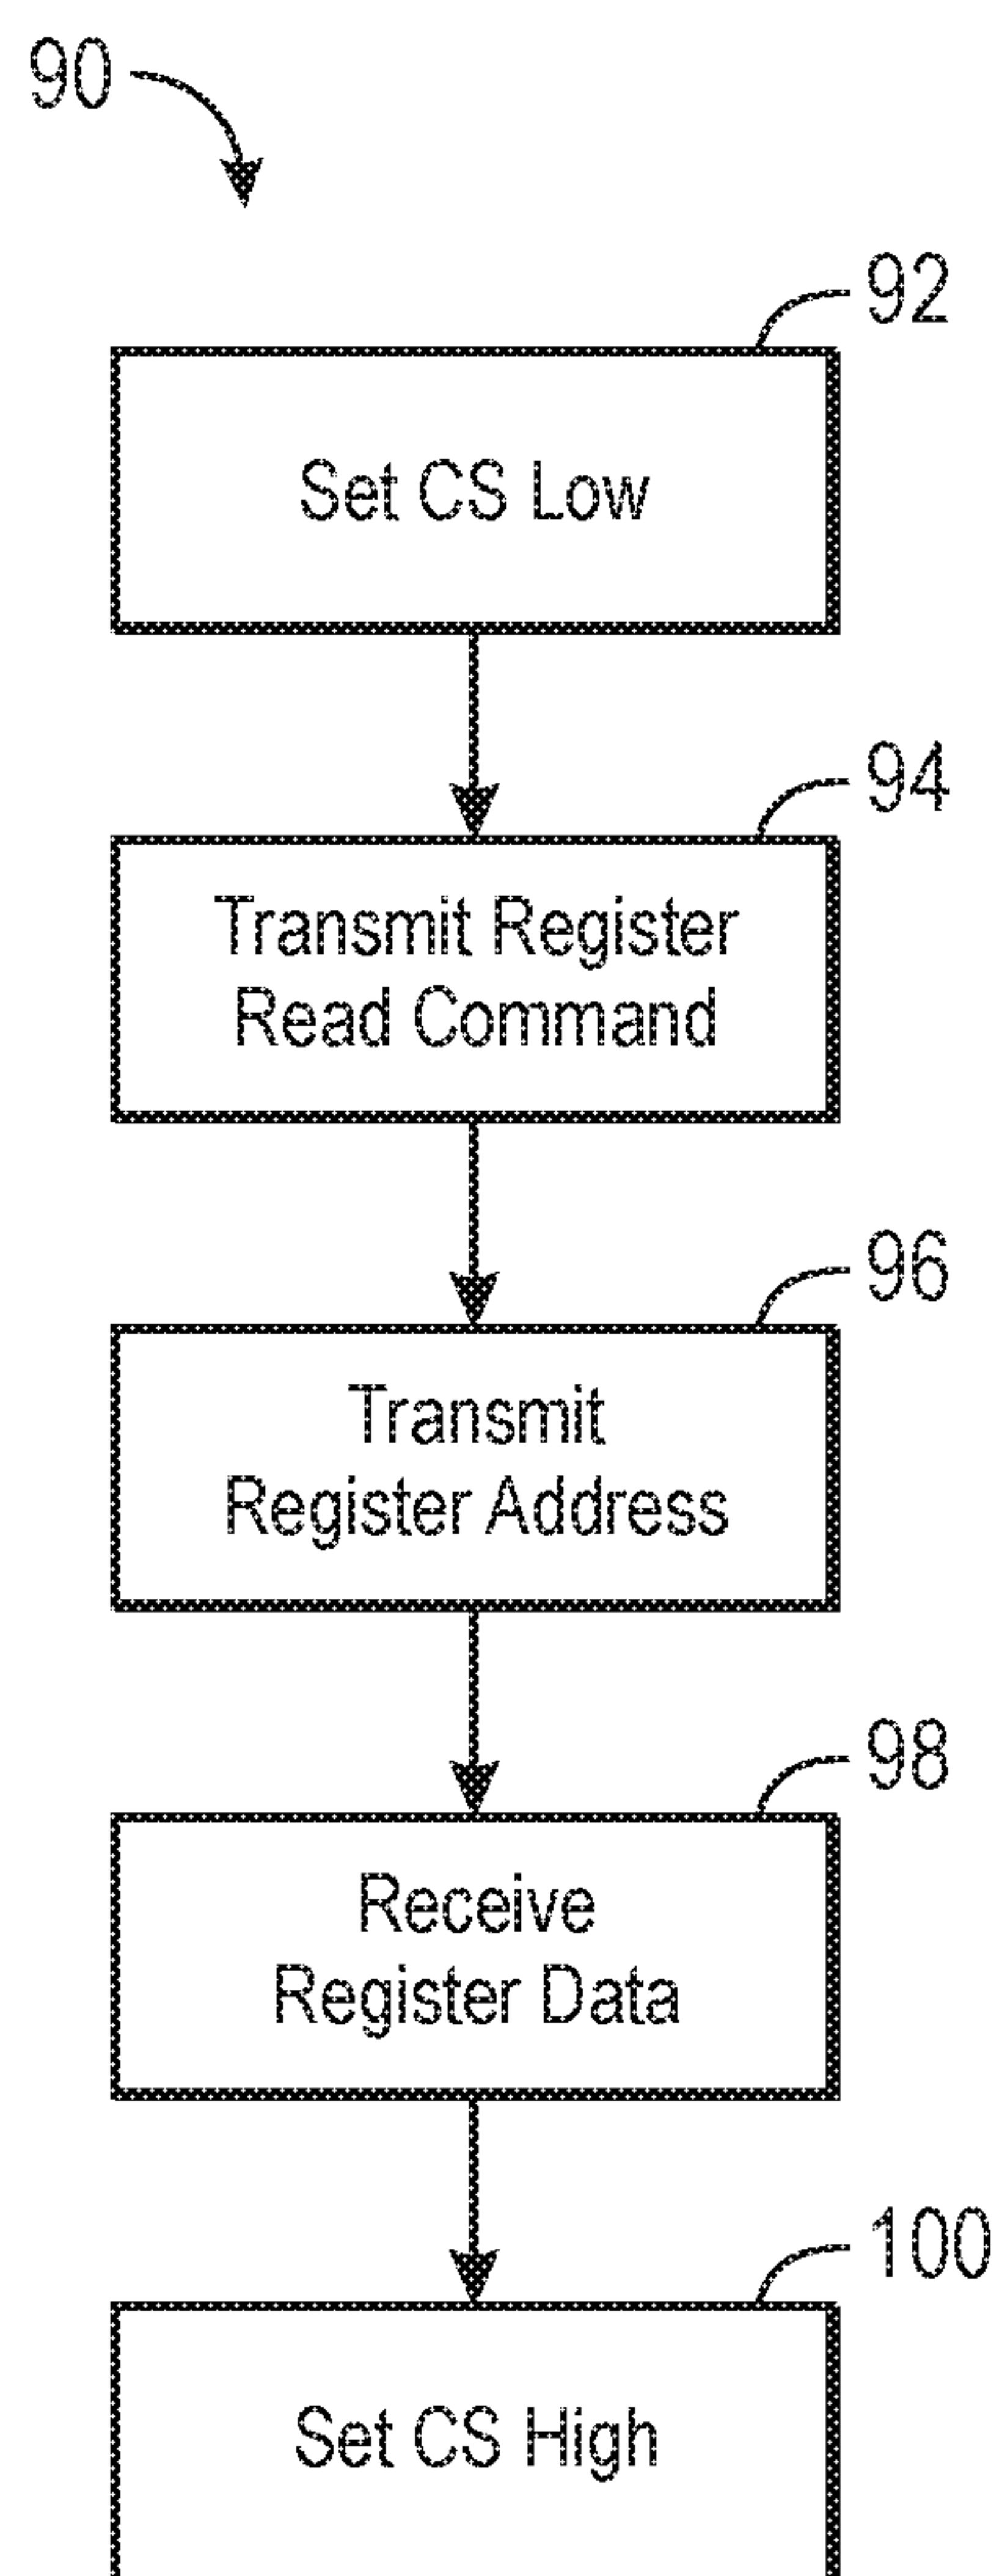 90
92
Set CS Low
94
Transmit Register
Read Command
96
Transmit
Register Address
98
Receive
Register Data
100
Set CS High